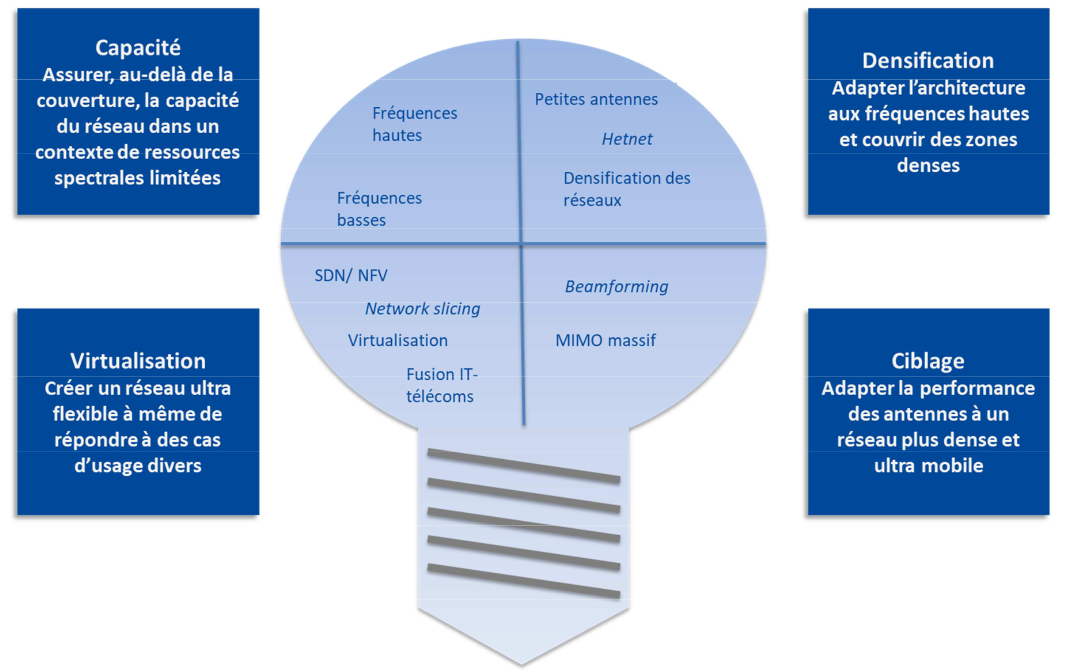 Capacité
Assurer, au-delà de la
couverture, la capacité
du réseau dans un
contexte de ressources
spectrales limitées
Fréquences
hautes
Fréquences
basses
Petites antennes
Hetnet
Densification des
réseaux
Densification
Adapter l’architecture
aux fréquences hautes
et couvrir des zones
denses
Virtualisation
Créer un réseau ultra
flexible à même de
répondre à des cas
d’usage divers
SDN/ NFV
Network slicing
Virtualisation
Fusion IT-
télécoms
Beamforming
MIMO massif
Ciblage
Adapter la performance
des antennes à un
réseau plus dense et
ultra mobile